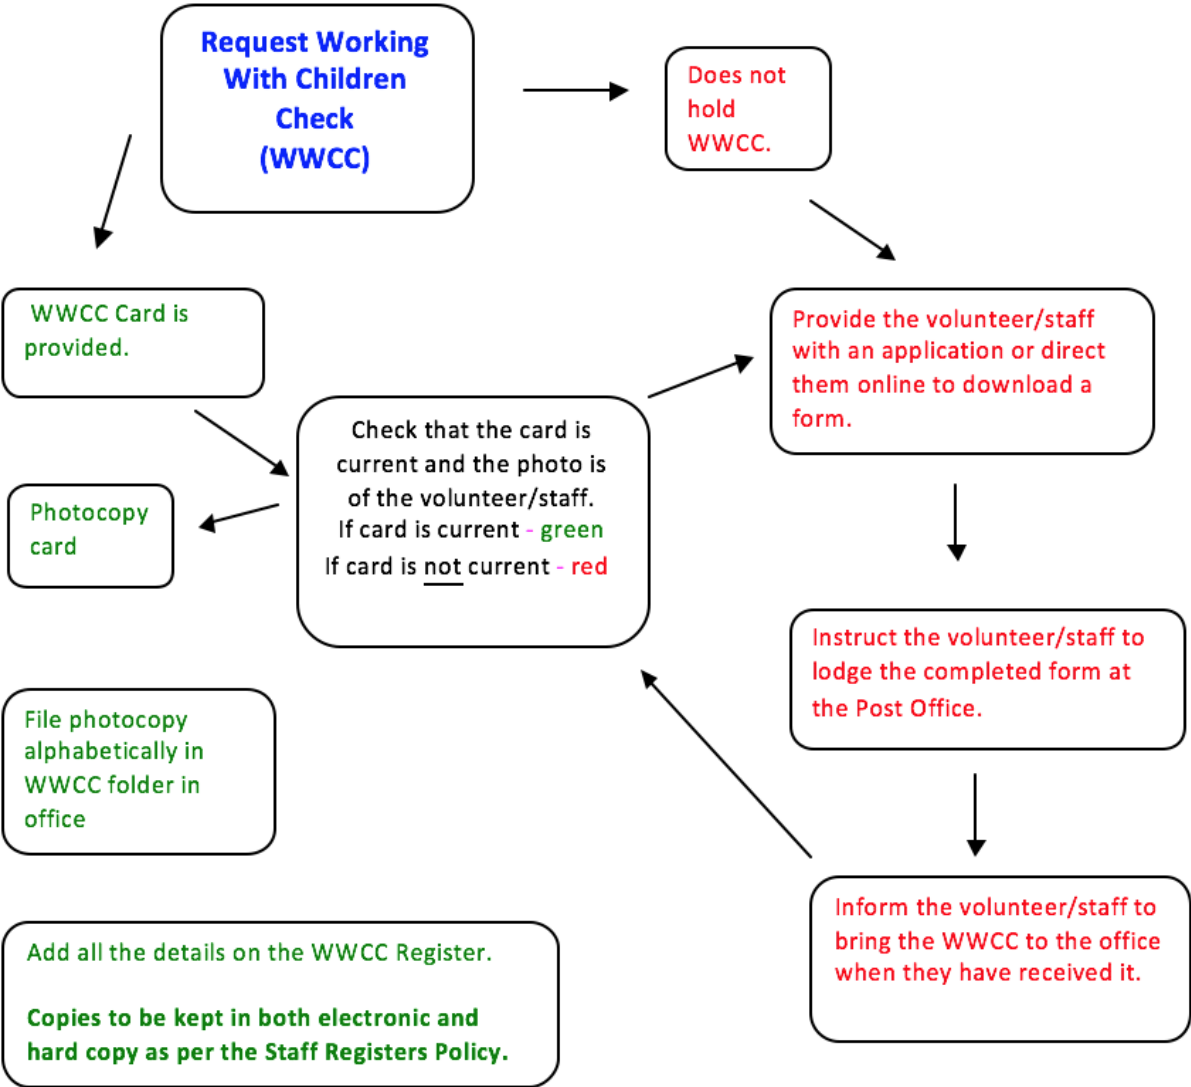 Request Working
With Children
Check
(WWCC)
Does not
hold
WWCC.
WWCC Card is
provided.
Provide the volunteer/staff
with an application or direct
them online to download a
form.
Check that the card is
current and the photo is
of the volunteer/staff.
If card is current - green
If card is not current - red
Photocopy
card
Instruct the volunteer/staff to
lodge the completed form at
the Post Office.
File photocopy
alphabetically in
WWCC folder in
office
Inform the volunteer/staff to
bring the WWCC to the office
when they have received it.
Add all the details on the WWCC Register.
Copies to be kept in both electronic and
hard copy as per the Staff Registers Policy.